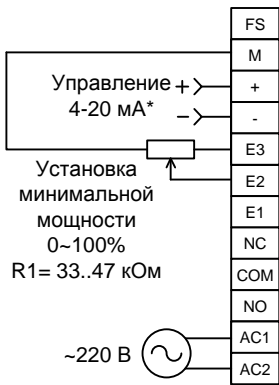 FS
M
Управление + +
4-20 мА* − -
E3
Установка
минимальной
мощности
0~100%
R1= 33..47 кОм
E2
E1
NC
COM
NO
~220 В
AC1
AC2